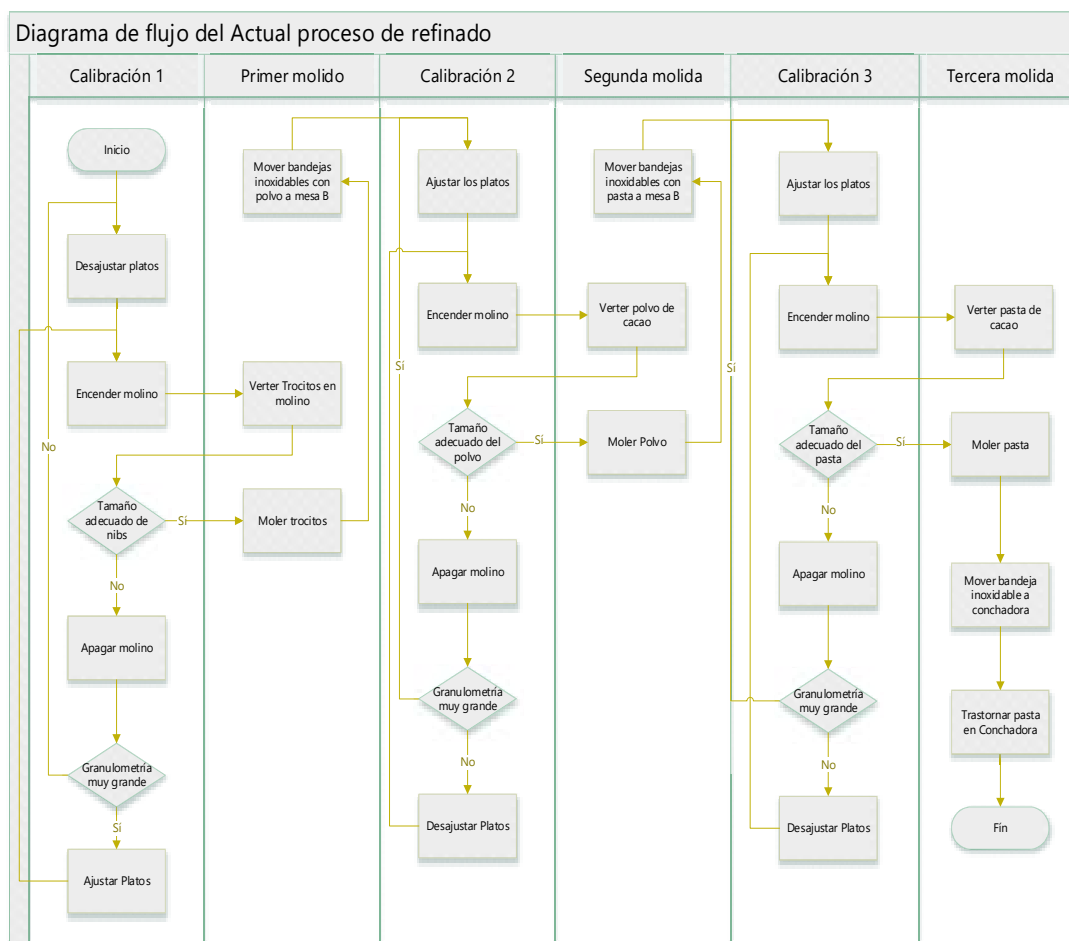 Diagrama de flujo del Actual proceso de refinado
Calibración 1
Primer molido
Calibración 2
Segunda molida
Calibración 3
Tercera molida
Inicio
Desajustar platos
Encender molino
No
Tamaño
adecuado de
nibs
Sí
No
Apagar molino
Granulometría
muy grande
Sí
Ajustar Platos
Mover bandejas
inoxidables con
polvo a mesa B
Verter Trocitos en
molino
Moler trocitos
Ajustar los platos
Encender molino
Sí
Tamaño
adecuado del
polvo
Sí
No
Apagar molino
Granulometría
muy grande
No
Desajustar Platos
Mover bandejas
inoxidables con
pasta a mesa B
Verter polvo de
cacao
Moler Polvo
Ajustar los platos
Encender molino
Sí
Tamaño
adecuado del
pasta
Sí
No
Apagar molino
Granulometría
muy grande
No
Desajustar Platos
Verter pasta de
cacao
Moler pasta
Mover bandeja
inoxidable a
conchadora
Trastornar pasta
en Conchadora
Fín